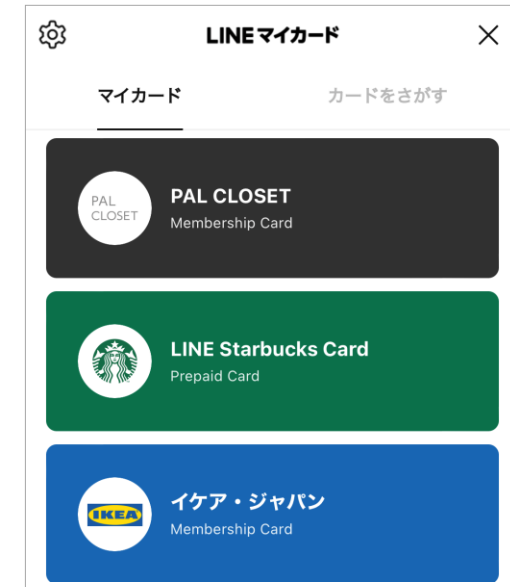 LINEマイカード
マイカード
カードをさがす
PAL
CLOSET
PAL CLOSET
Membership Card
LINE Starbucks Card
Prepaid Card
IKEA
イケア・ジャパン
Membership Card